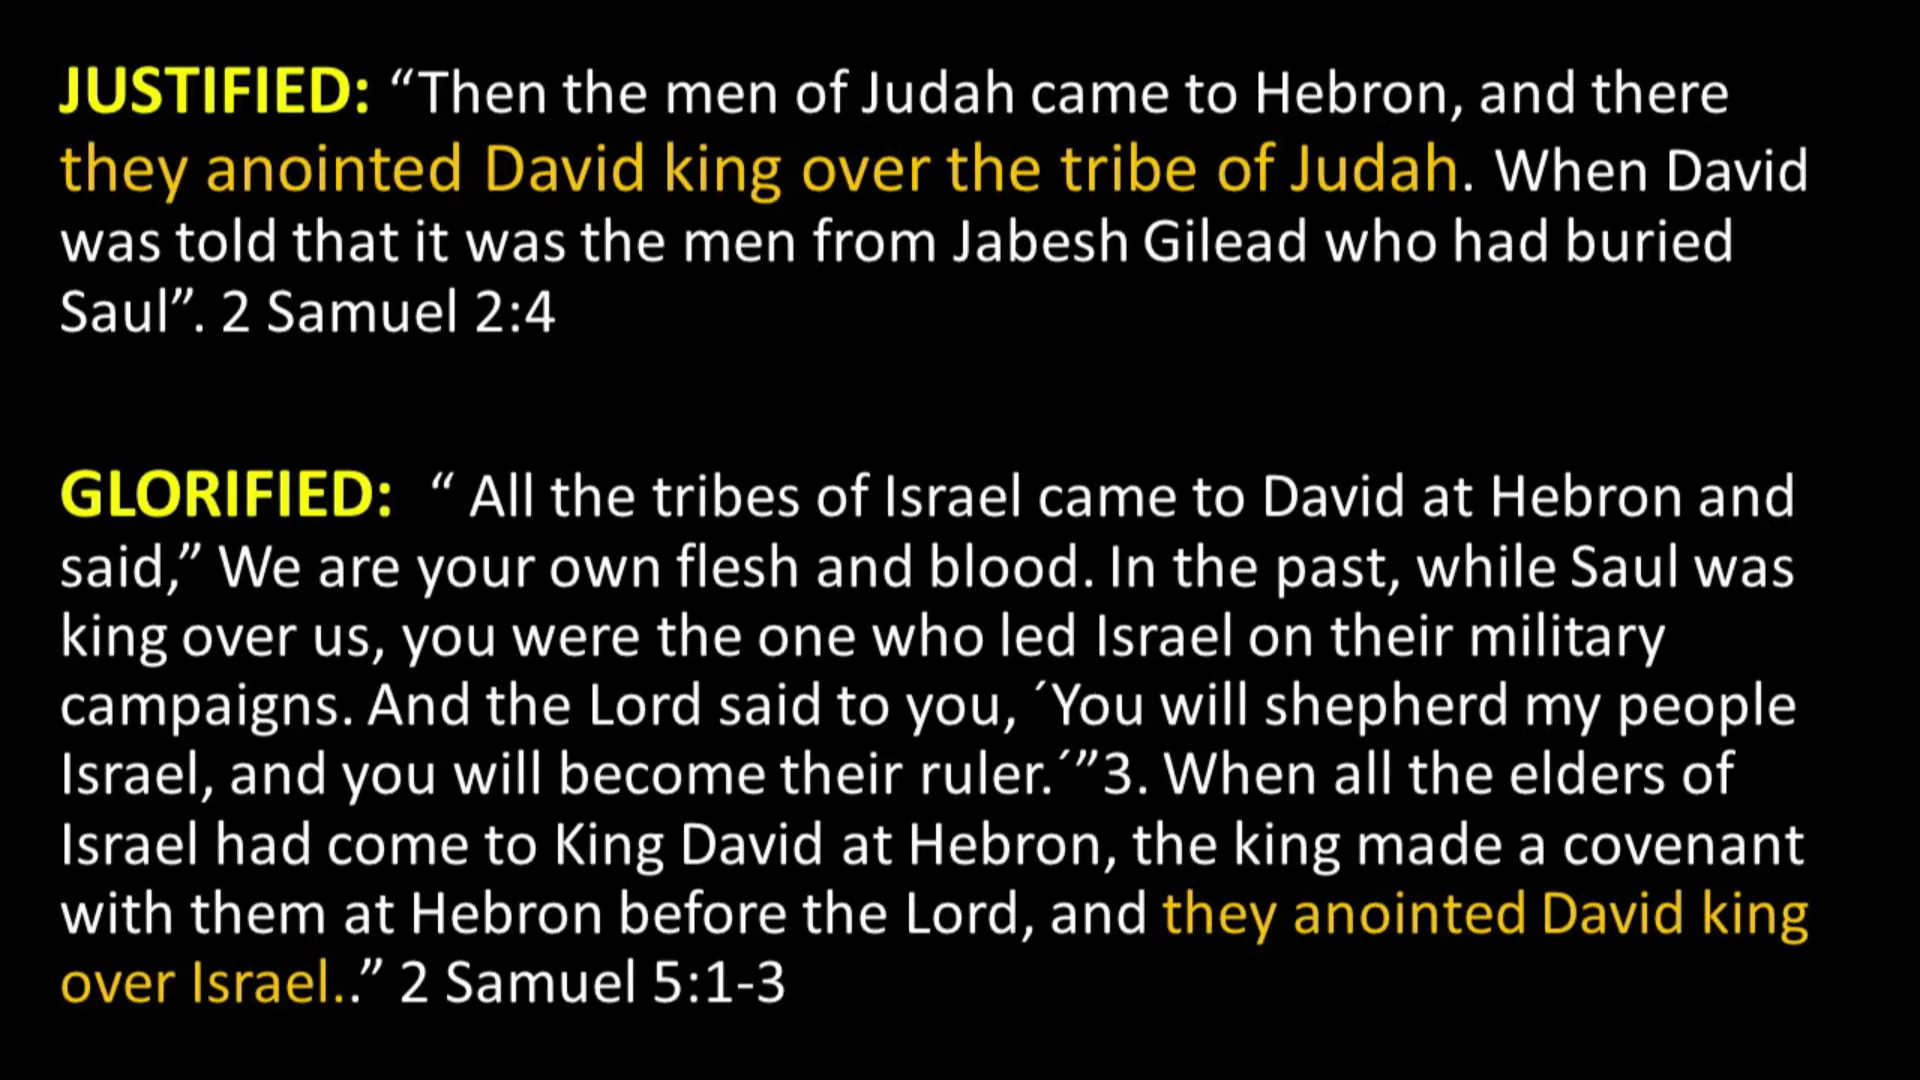 JUSTIFIED: “Then the men of Judah came to Hebron, and there
they anointed David king over the tribe of Judah. When David
was told that it was the men from Jabesh Gilead who had buried
Saul”. 2 Samuel 2:4
GLORIFIED: “ All the tribes of Israel came to David at Hebron and
said,” We are your own flesh and blood. In the past, while Saul was
king over us, you were the one who led Israel on their military
campaigns. And the Lord said to you, ´You will shepherd my people
Israel, and you will become their ruler.´”3. When all the elders of
Israel had come to King David at Hebron, the king made a covenant
with them at Hebron before the Lord, and they anointed David king
over Israel..” 2 Samuel 5:1-3